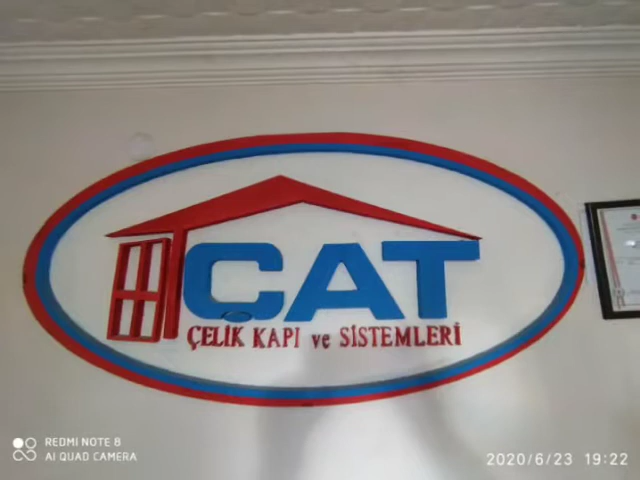 ÇAT
ÇELİK KAPI ve SİSTEMLERİ
REDMI NOTE 8
AI QUAD CAMERA
2020/6/23 19:22